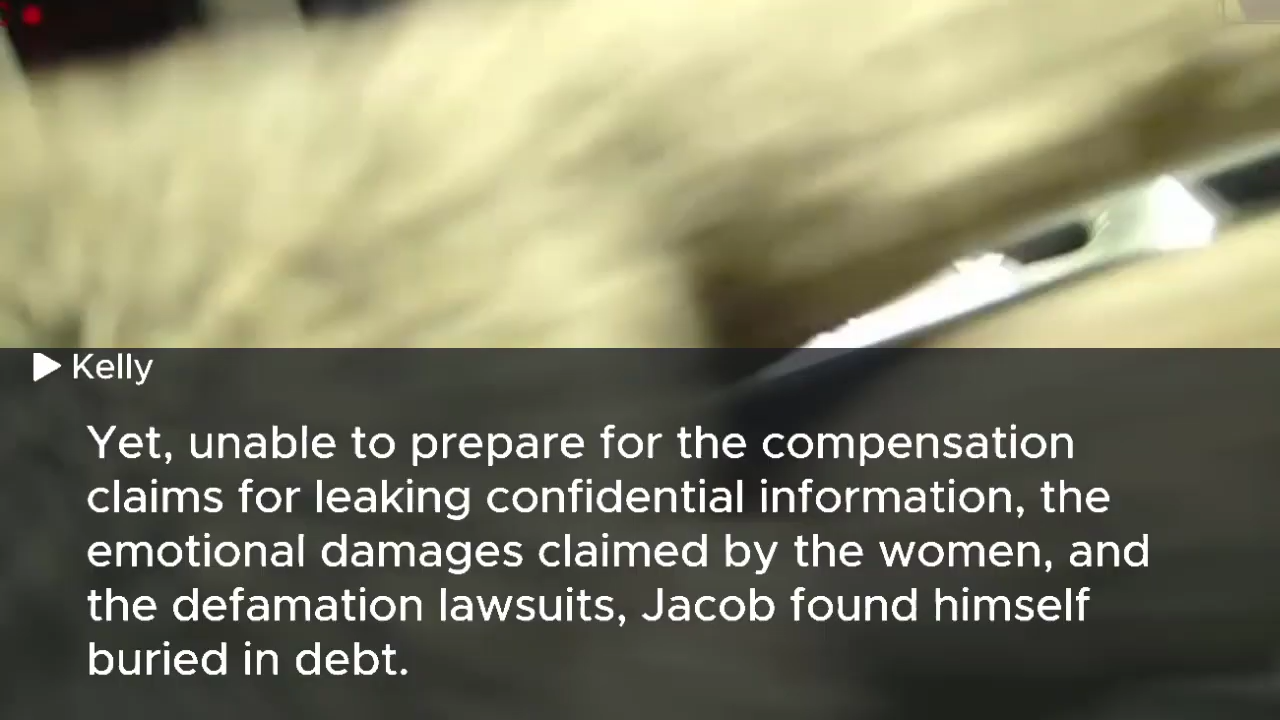 Kelly
Yet, unable to prepare for the compensation
claims for leaking confidential information, the
emotional damages claimed by the women, and
the defamation lawsuits, Jacob found himself
buried in debt.